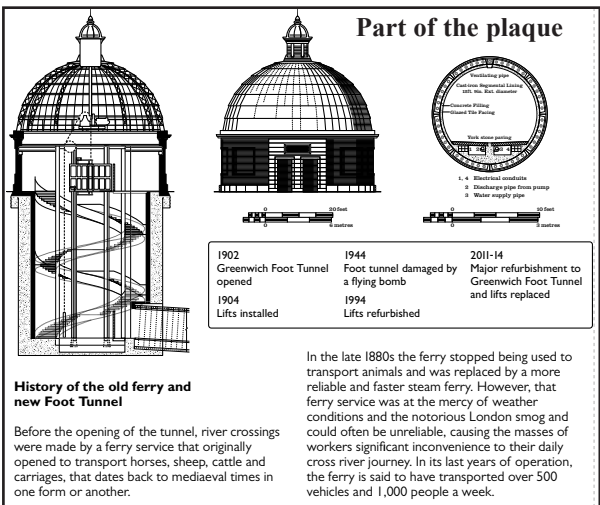 Part of the plaque
Ventilating pipe
Cast-iron Segmental Lining
12ft. 9in. Ext. diameter
Concrete Filling
Glazed Tile Facing
York stone paving
1 2 3 4
1, 4 Electrical conduits
2 Discharge pipe from pump
3 Water supply pipe
0 20 feet
0 6 metres
0 10 feet
0 3 metres
1902
Greenwich Foot Tunnel
opened
1904
Lifts installed
1944
Foot tunnel damaged by
a flying bomb
1994
Lifts refurbished
2011-14
Major refurbishment to
Greenwich Foot Tunnel
and lifts replaced
History of the old ferry and
new Foot Tunnel
Before the opening of the tunnel, river crossings
were made by a ferry service that originally
opened to transport horses, sheep, cattle and
carriages, that dates back to mediaeval times in
one form or another.
In the late 1880s the ferry stopped being used to
transport animals and was replaced by a more
reliable and faster steam ferry. However, that
ferry service was at the mercy of weather
conditions and the notorious London smog and
could often be unreliable, causing the masses of
workers significant inconvenience to their daily
cross river journey. In its last years of operation,
the ferry is said to have transported over 500
vehicles and 1,000 people a week.